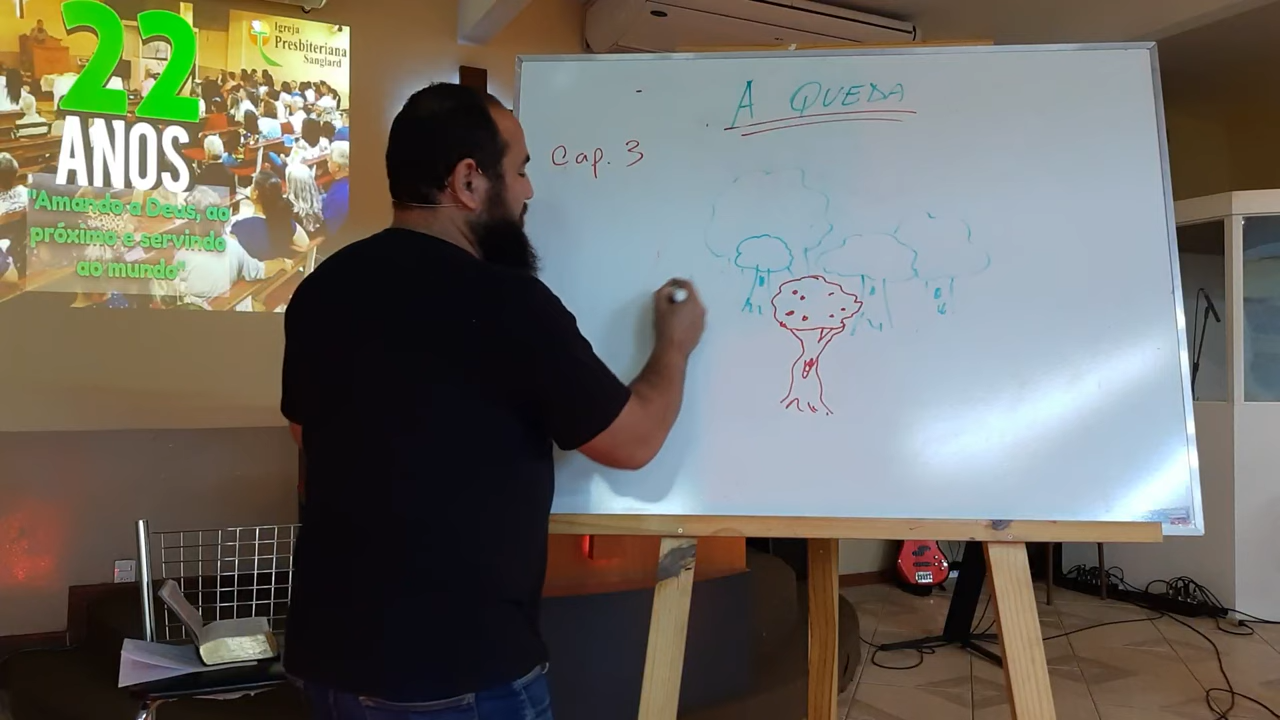 22
ANOS
"Amando a Deus, ao
próximo e servindo
ao mundo"
Igreja
Presbiteriana
Sanglard
A QUEDA
Cap. 3